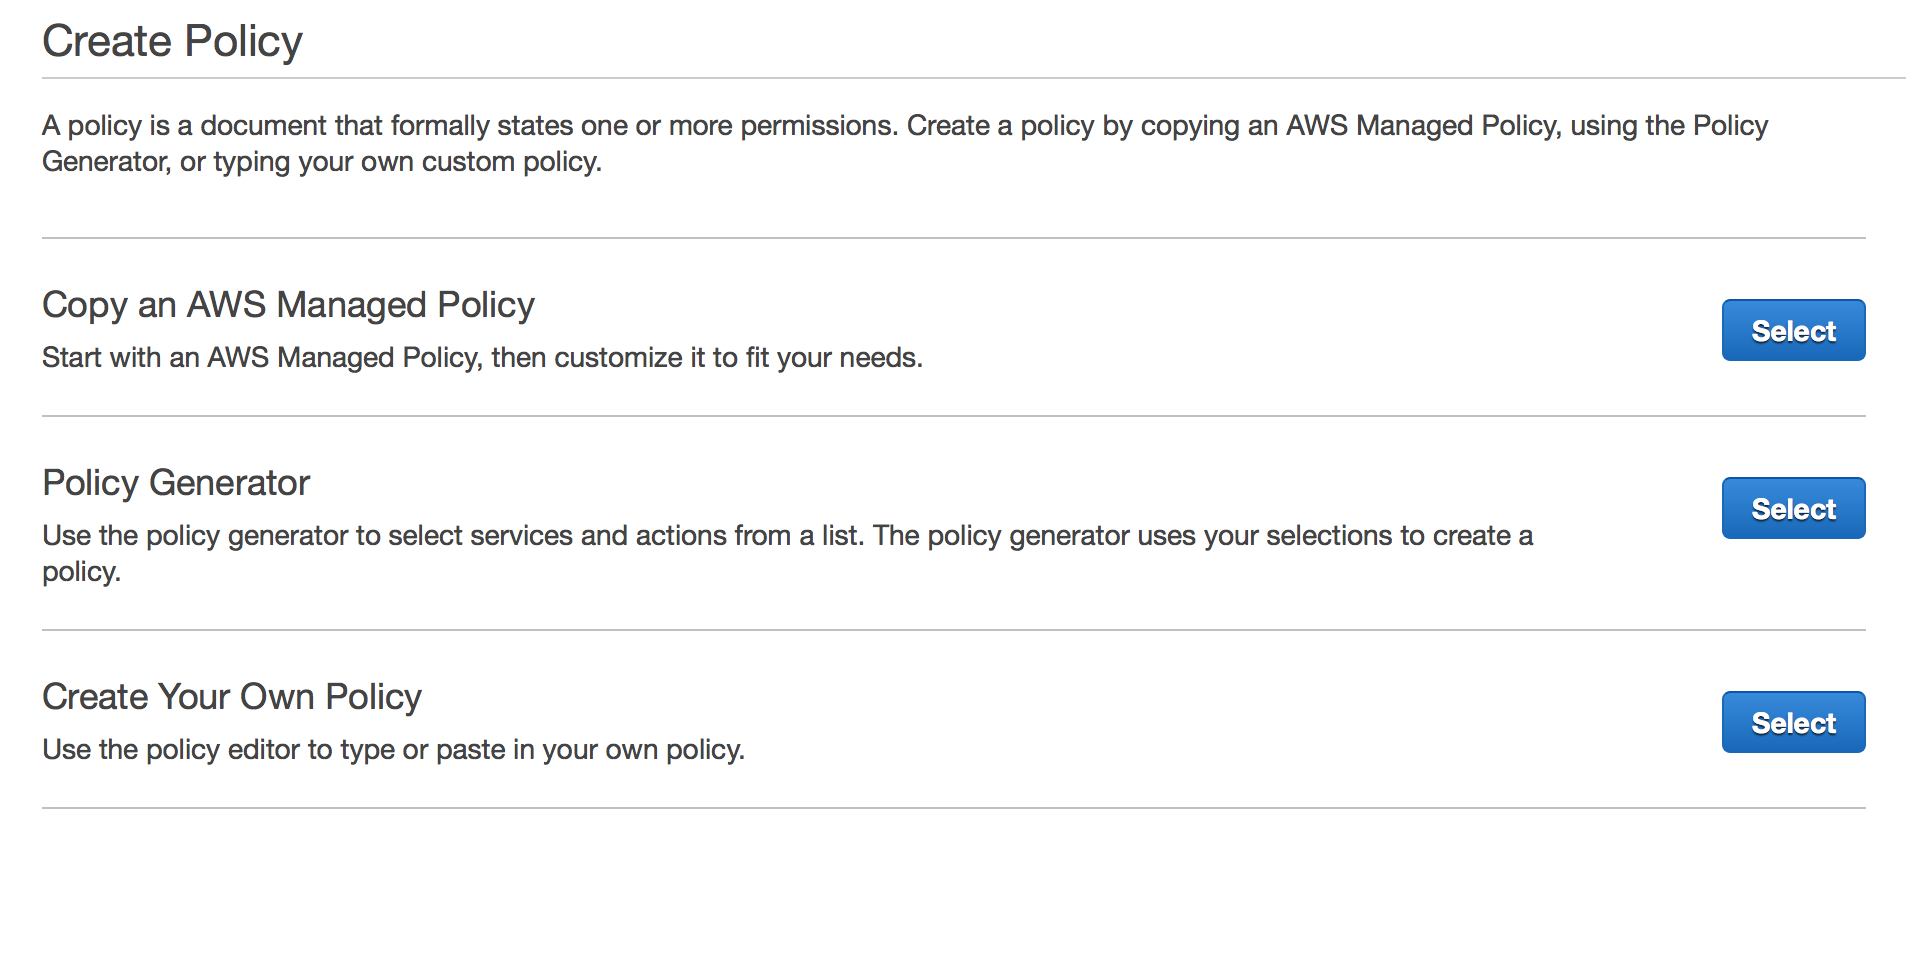 Create Policy
A policy is a document that formally states one or more permissions. Create a policy by copying an AWS Managed Policy, using the Policy
Generator, or typing your own custom policy.
Copy an AWS Managed Policy
Start with an AWS Managed Policy, then customize it to fit your needs.
Select
Policy Generator
Use the policy generator to select services and actions from a list. The policy generator uses your selections to create a
policy.
Select
Create Your Own Policy
Use the policy editor to type or paste in your own policy.
Select